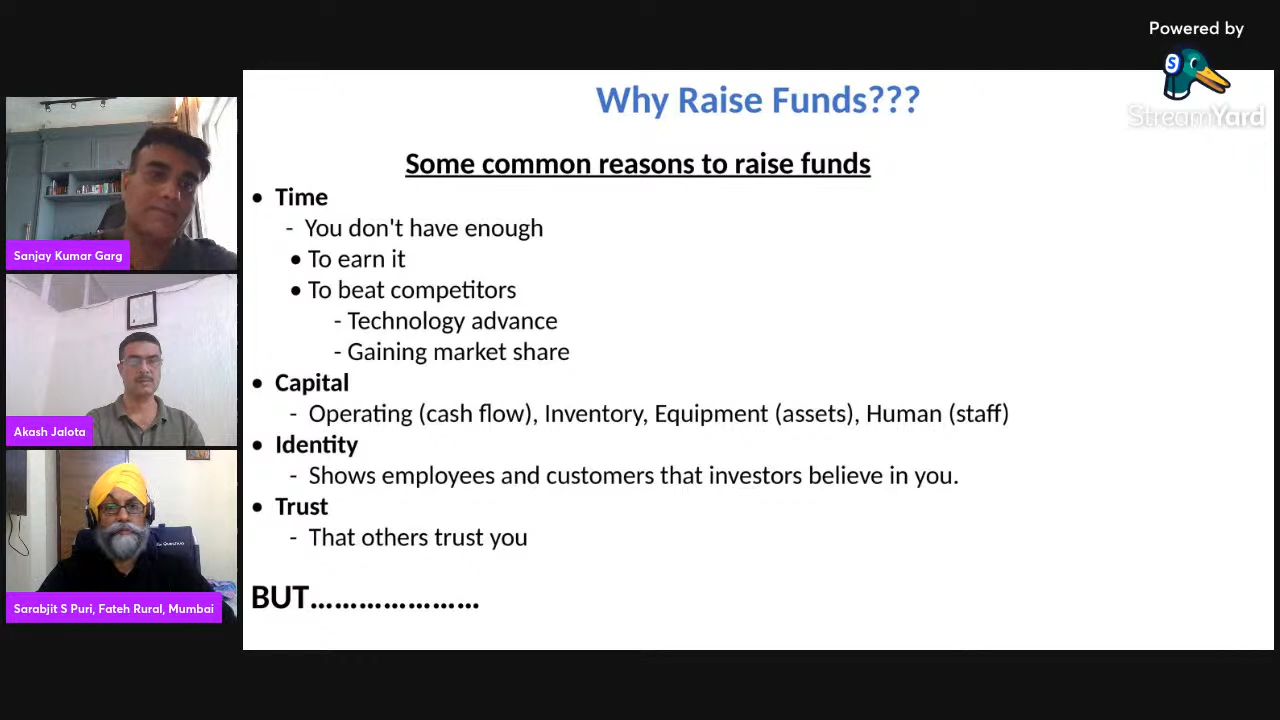 Powered by
StreamYard
Why Raise Funds???
Some common reasons to raise funds
• Time
- You don't have enough
• To earn it
• To beat competitors
- Technology advance
- Gaining market share
• Capital
- Operating (cash flow), Inventory, Equipment (assets), Human (staff)
• Identity
- Shows employees and customers that investors believe in you.
• Trust
- That others trust you
BUT.....................
Sanjay Kumar Garg
Akash Jalota
Sarabjit S Puri, Fateh Rural, Mumbai